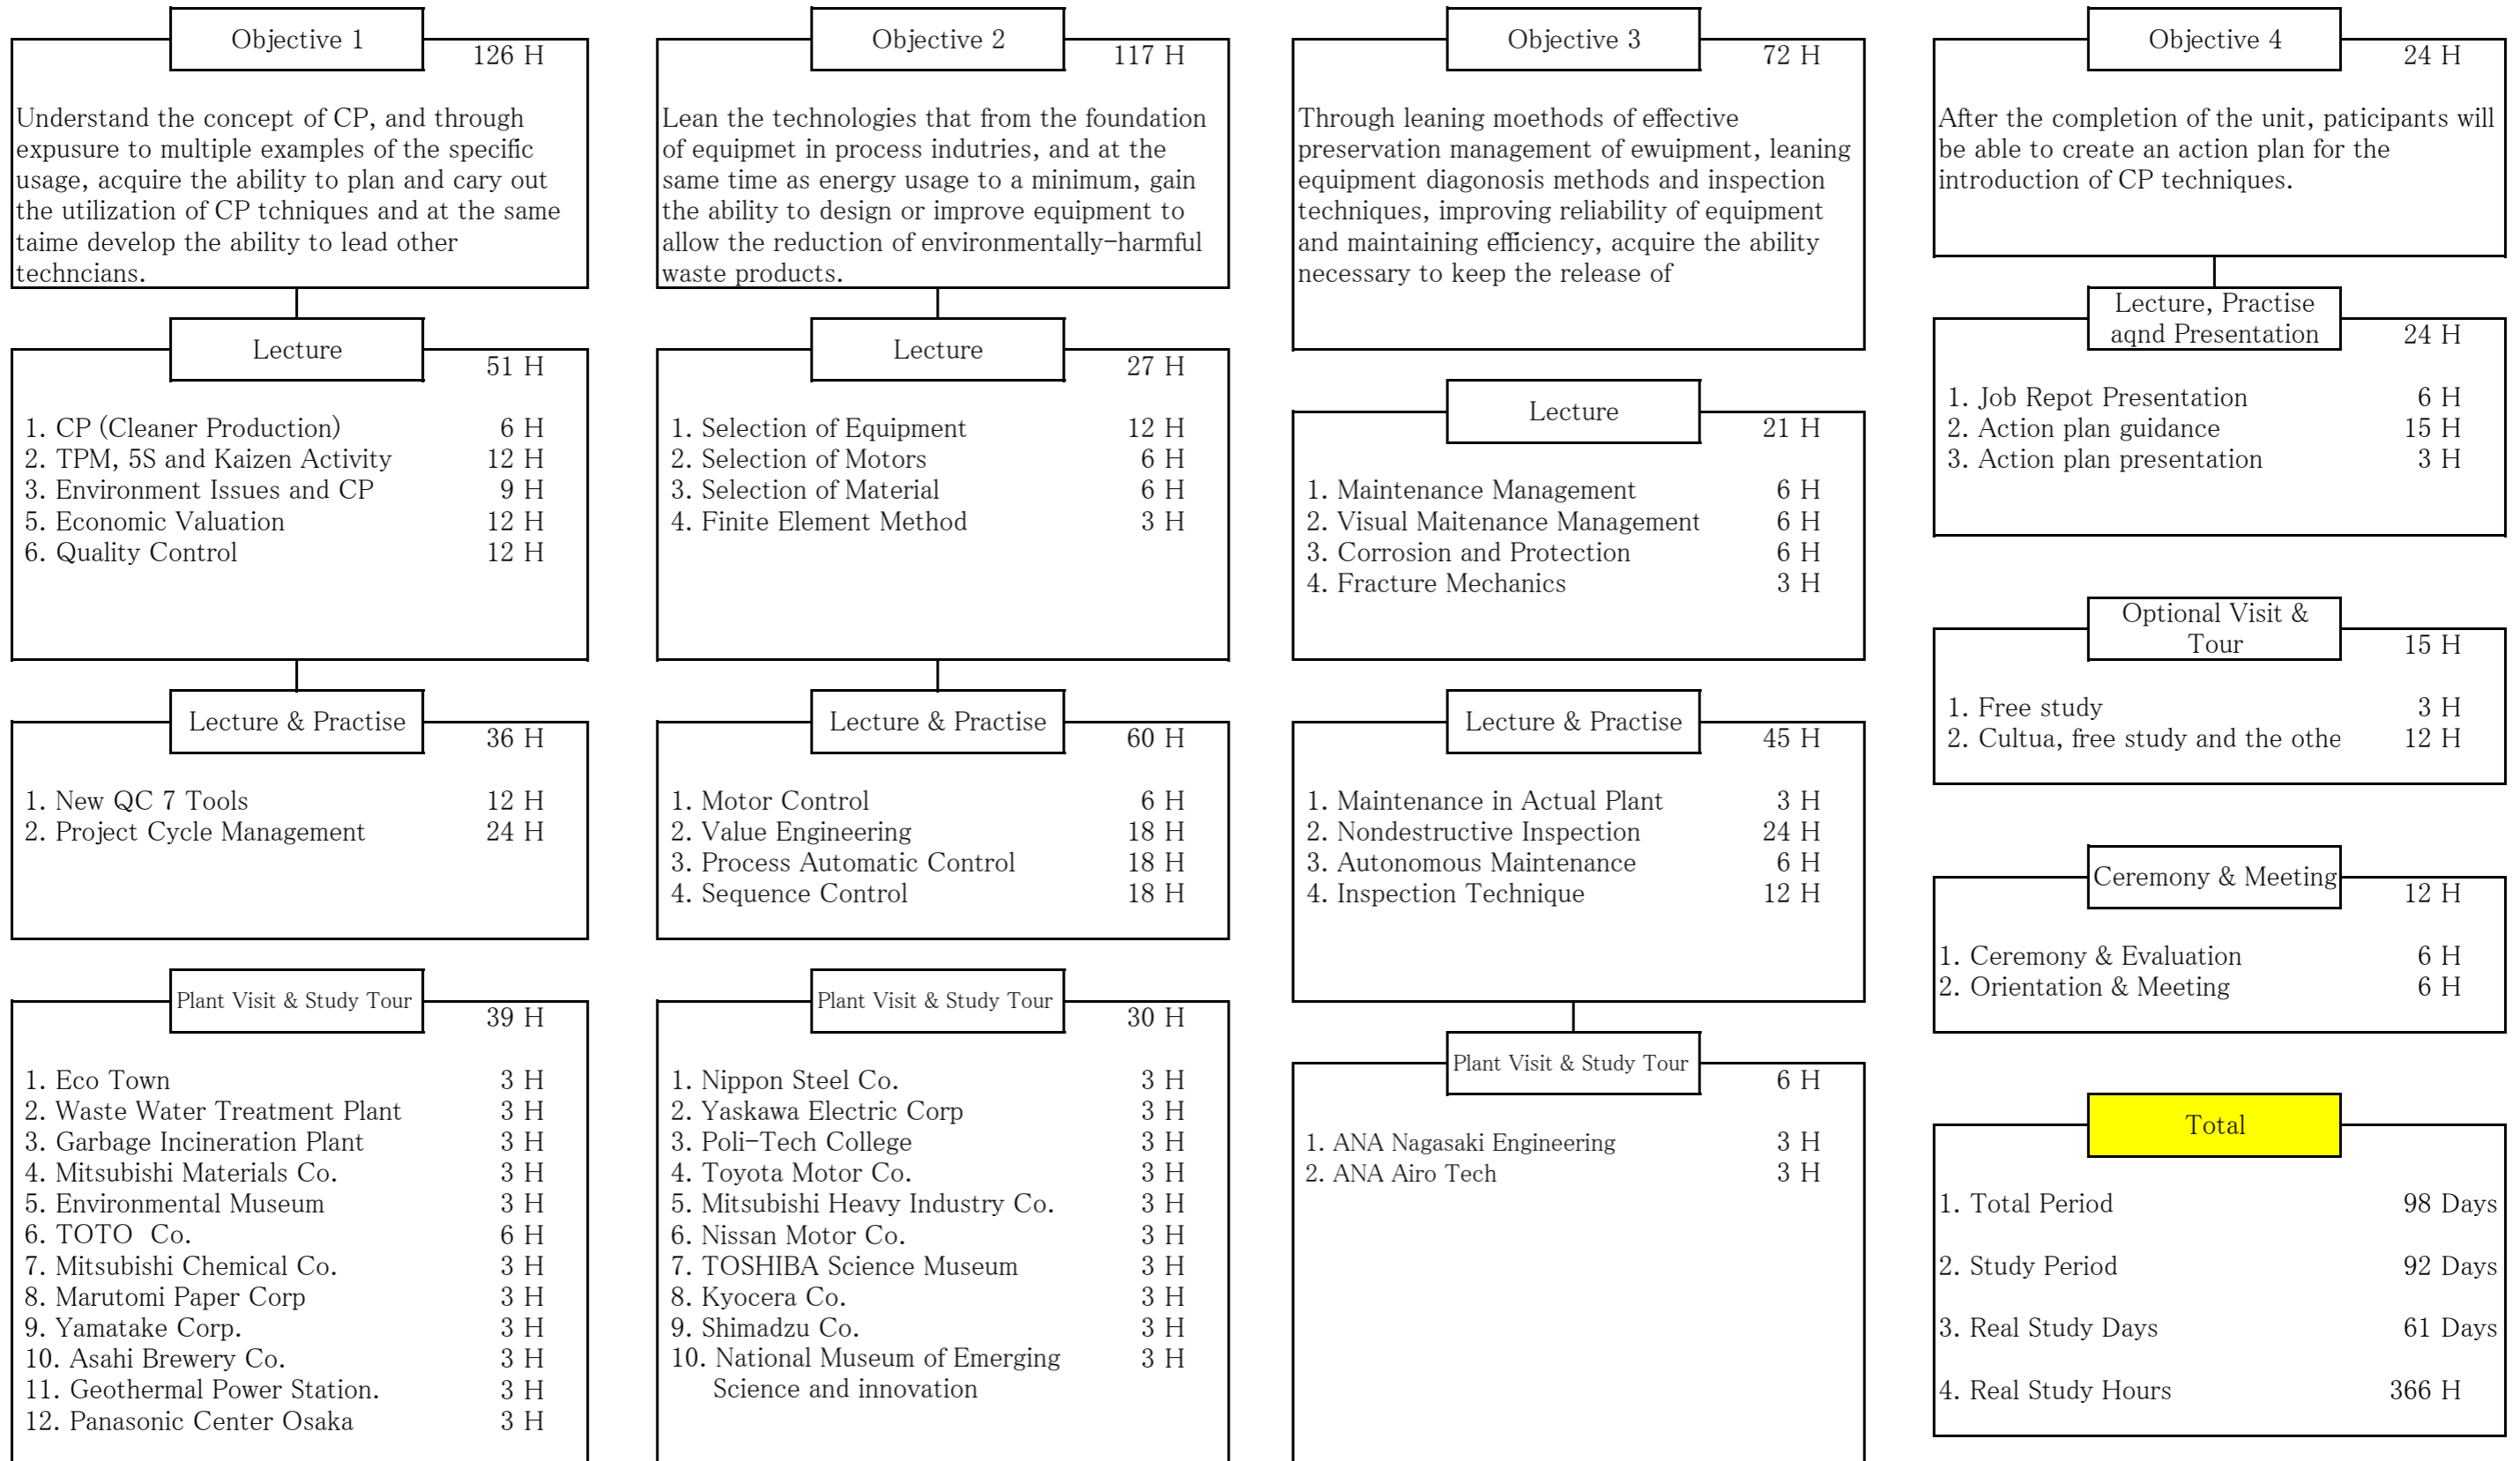 Objective 1
126 H
Understand the concept of CP, and through
expusure to multiple examples of the specific
usage, acquire the ability to plan and cary out
the utilization of CP tchniques and at the same
taime develop the ability to lead other
techncians.
Lecture
51 H
1. CP (Cleaner Production) 6 H
2. TPM, 5S and Kaizen Activity 12 H
3. Environment Issues and CP 9 H
5. Economic Valuation 12 H
6. Quality Control 12 H
Lecture & Practise
36 H
1. New QC 7 Tools 12 H
2. Project Cycle Management 24 H
Plant Visit & Study Tour
39 H
1. Eco Town 3 H
2. Waste Water Treatment Plant 3 H
3. Garbage Incineration Plant 3 H
4. Mitsubishi Materials Co. 3 H
5. Environmental Museum 3 H
6. TOTO Co. 6 H
7. Mitsubishi Chemical Co. 3 H
8. Marutomi Paper Corp 3 H
9. Yamatake Corp. 3 H
10. Asahi Brewery Co. 3 H
11. Geothermal Power Station. 3 H
12. Panasonic Center Osaka 3 H
Objective 2
117 H
Lean the technologies that from the foundation
of equipmet in process indutries, and at the
same time as energy usage to a minimum, gain
the ability to design or improve equipment to
allow the reduction of environmentally-harmful
waste products.
Lecture
27 H
1. Selection of Equipment 12 H
2. Selection of Motors 6 H
3. Selection of Material 6 H
4. Finite Element Method 3 H
Lecture & Practise
60 H
1. Motor Control 6 H
2. Value Engineering 18 H
3. Process Automatic Control 18 H
4. Sequence Control 18 H
Plant Visit & Study Tour
30 H
1. Nippon Steel Co. 3 H
2. Yaskawa Electric Corp 3 H
3. Poli-Tech College 3 H
4. Toyota Motor Co. 3 H
5. Mitsubishi Heavy Industry Co. 3 H
6. Nissan Motor Co. 3 H
7. TOSHIBA Science Museum 3 H
8. Kyocera Co. 3 H
9. Shimadzu Co. 3 H
10. National Museum of Emerging 3 H
Science and innovation
Objective 3
72 H
Through leaning moethods of effective
preservation management of ewuipment, leaning
equipment diagonosis methods and inspection
techniques, improving reliability of equipment
and maintaining efficiency, acquire the ability
necessary to keep the release of
Lecture
21 H
1. Maintenance Management 6 H
2. Visual Maitenance Management 6 H
3. Corrosion and Protection 6 H
4. Fracture Mechanics 3 H
Lecture & Practise
45 H
1. Maintenance in Actual Plant 3 H
2. Nondestructive Inspection 24 H
3. Autonomous Maintenance 6 H
4. Inspection Technique 12 H
Plant Visit & Study Tour
6 H
1. ANA Nagasaki Engineering 3 H
2. ANA Airo Tech 3 H
Objective 4
24 H
After the completion of the unit, paticipants will
be able to create an action plan for the
introduction of CP techniques.
Lecture, Practise
aqnd Presentation
24 H
1. Job Repot Presentation 6 H
2. Action plan guidance 15 H
3. Action plan presentation 3 H
Optional Visit &
Tour
15 H
1. Free study 3 H
2. Cultua, free study and the othe 12 H
Ceremony & Meeting
12 H
1. Ceremony & Evaluation 6 H
2. Orientation & Meeting 6 H
Total
1. Total Period 98 Days
2. Study Period 92 Days
3. Real Study Days 61 Days
4. Real Study Hours 366 H